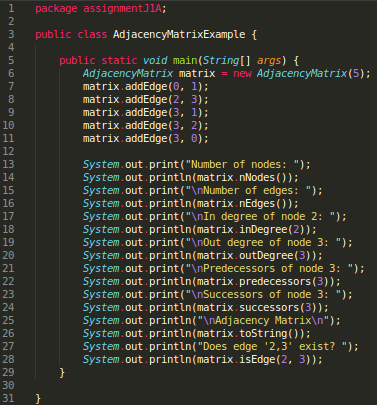 1 package assignmentJ1A;
2
3 public class AdjacencyMatrixExample {
4
5 public static void main(String[] args) {
6 AdjacencyMatrix matrix = new AdjacencyMatrix(5);
7 matrix.addEdge(0, 1);
8 matrix.addEdge(2, 3);
9 matrix.addEdge(3, 1);
10 matrix.addEdge(3, 2);
11 matrix.addEdge(3, 0);
12
13 System.out.print("Number of nodes: ");
14 System.out.println(matrix.nNodes());
15 System.out.print("\nNumber of edges: ");
16 System.out.println(matrix.nEdges());
17 System.out.print("\nIn degree of node 2: ");
18 System.out.println(matrix.inDegree(2));
19 System.out.print("\nOut degree of node 3: ");
20 System.out.println(matrix.outDegree(3));
21 System.out.print("\nPredecessors of node 3: ");
22 System.out.println(matrix.predecessors(3));
23 System.out.print("\nSuccessors of node 3: ");
24 System.out.println(matrix.successors(3));
25 System.out.println("\nAdjacency Matrix\n");
26 System.out.println(matrix.toString());
27 System.out.println("Does edge '2,3' exist? ");
28 System.out.println(matrix.isEdge(2, 3));
29 }
30
31 }